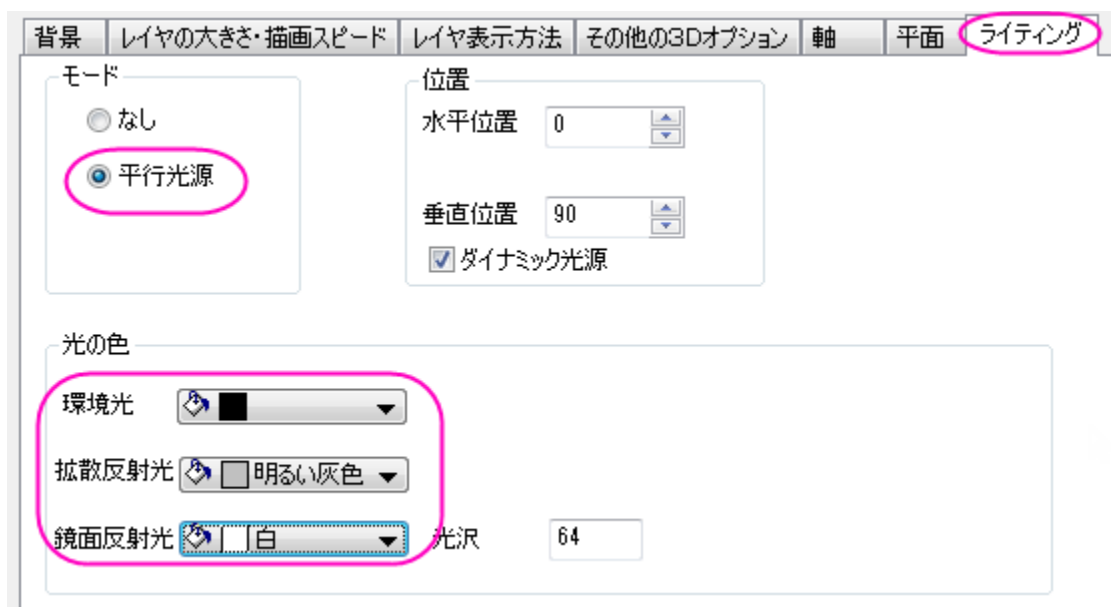 背景 レイヤの大きさ・描画スピード レイヤ表示方法 その他の3Dオプション 軸 平面 ライティング
モード
なし
平行光源
位置
水平位置 0
垂直位置 90
ダイナミック光源
光の色
環境光
拡散反射光 明るい灰色
鏡面反射光 白 光沢 64